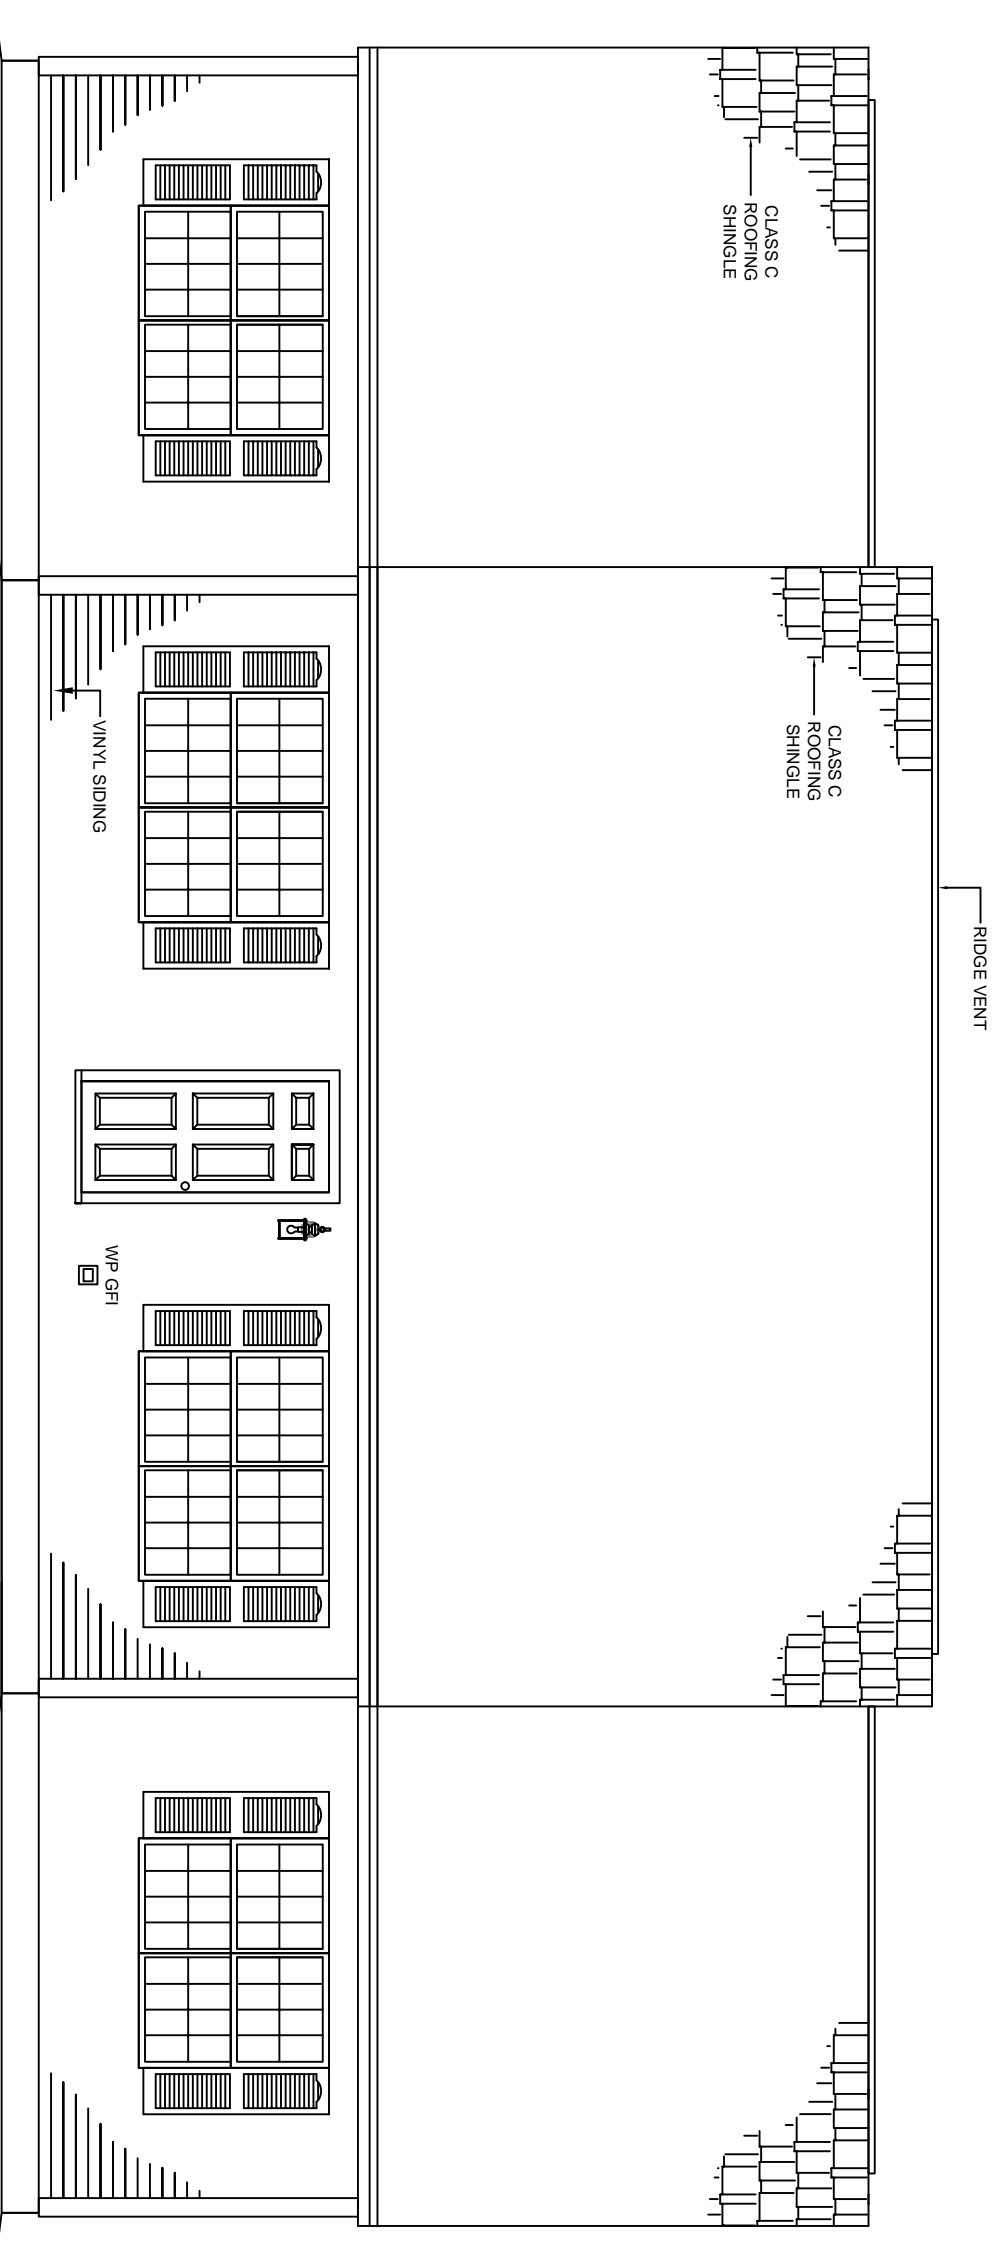 RIDGE VENT
CLASS C
ROOFING
SHINGLE
CLASS C
ROOFING
SHINGLE
VINYL SIDING
WP GFI